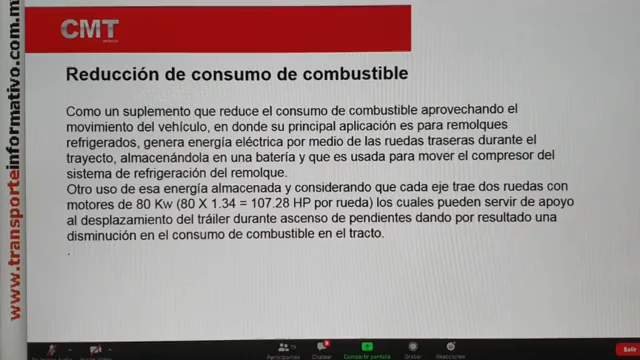 CMT
Reducción de consumo de combustible
Como un suplemento que reduce el consumo de combustible aprovechando el
movimiento del vehículo, en donde su principal aplicación es para remolques
refrigerados, genera energía eléctrica por medio de las ruedas traseras durante el
trayecto, almacenándola en una batería y que es usada para mover el compresor del
sistema de refrigeración del remolque.
Otro uso de esa energía almacenada y considerando que cada eje trae dos ruedas con
motores de 80 Kw (80 X 1.34 = 107.28 HP por rueda) los cuales pueden servir de apoyo
al desplazamiento del tráiler durante ascenso de pendientes dando por resultado una
disminución en el consumo de combustible en el tracto.
.
www.transporteinformativo.com.m
Participantes
Chatear
Compartir pantalla
Grabar
Reacciones
Salir